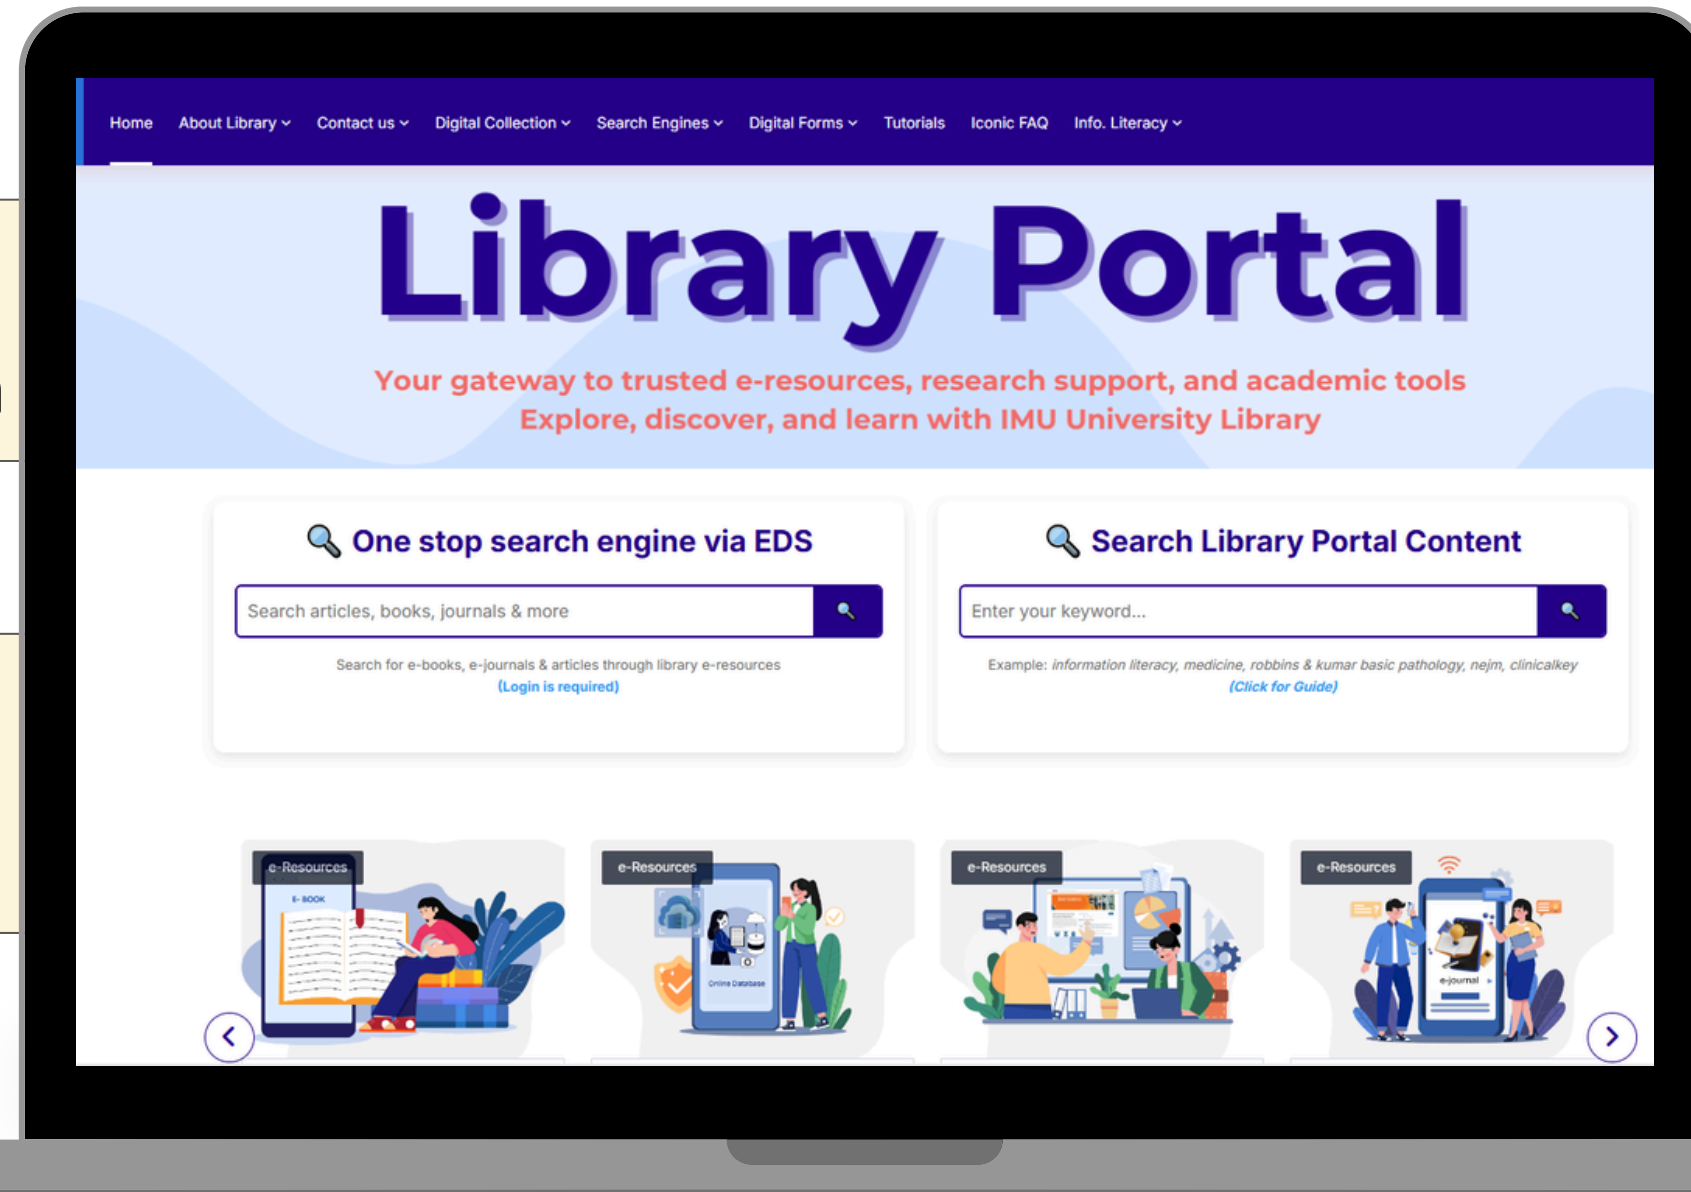 Home About Library Contact us Digital Collection Search Engines Digital Forms Tutorials Iconic FAQ Info. Literacy
Library Portal
Your gateway to trusted e-resources, research support, and academic tools
Explore, discover, and learn with IMU University Library
One stop search engine via EDS
Search articles, books, journals & more
Search for e-books, e-journals & articles through library e-resources
(Login is required)
Search Library Portal Content
Enter your keyword...
Example: information literacy, medicine, robbins & kumar basic pathology, nejm, clinicalkey
(Click for Guide)
e-Resources
E- BOOK
e-Resources
Online Database
e-Resources
e-Resources
e-journal